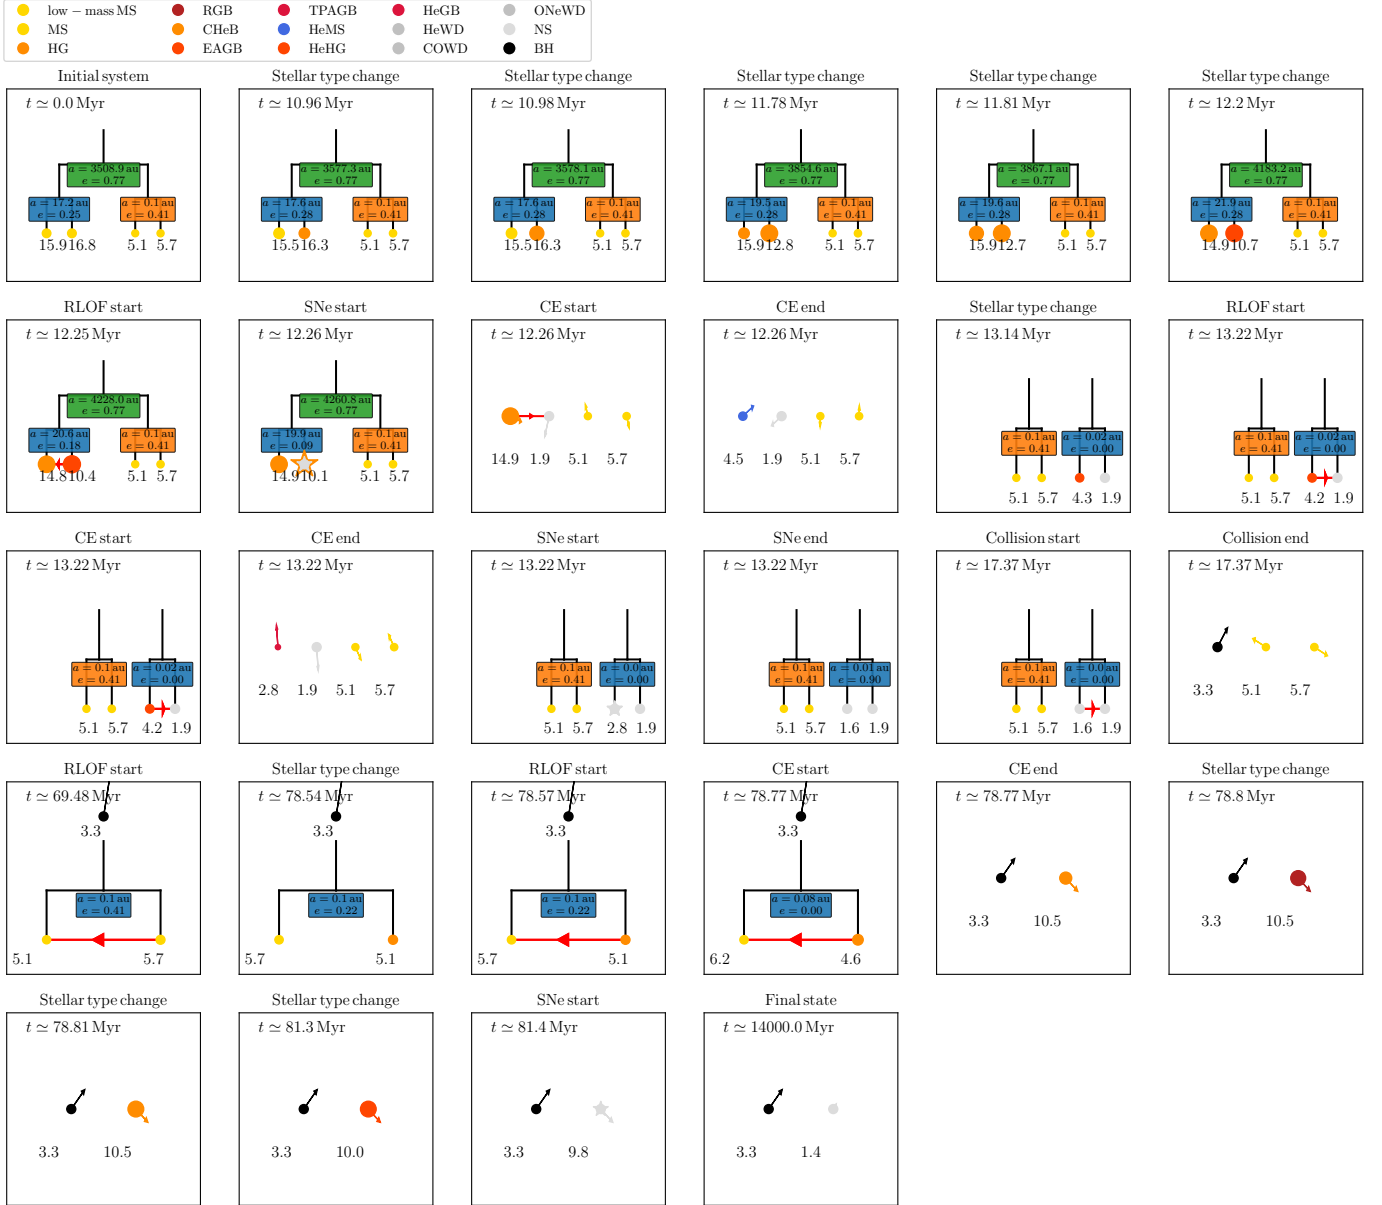 low − mass MS
MS
HG
RGB
CHeB
EAGB
TPAGB
HeMS
HeHG
HeGB
HeWD
COWD
ONeWD
NS
BH
Initial system
t ≃ 0.0 Myr
a = 3508.9 au
e = 0.77
a = 17.2 au
e = 0.25
a = 0.1 au
e = 0.41
15.9 16.8 5.1 5.7
Stellar type change
t ≃ 10.96 Myr
a = 3577.3 au
e = 0.77
a = 17.6 au
e = 0.28
a = 0.1 au
e = 0.41
15.5 16.3 5.1 5.7
Stellar type change
t ≃ 10.98 Myr
a = 3578.1 au
e = 0.77
a = 17.6 au
e = 0.28
a = 0.1 au
e = 0.41
15.5 16.3 5.1 5.7
Stellar type change
t ≃ 11.78 Myr
a = 3854.6 au
e = 0.77
a = 19.5 au
e = 0.28
a = 0.1 au
e = 0.41
15.9 12.8 5.1 5.7
Stellar type change
t ≃ 11.81 Myr
a = 3867.1 au
e = 0.77
a = 19.6 au
e = 0.28
a = 0.1 au
e = 0.41
15.9 12.7 5.1 5.7
Stellar type change
t ≃ 12.2 Myr
a = 4183.2 au
e = 0.77
a = 21.9 au
e = 0.28
a = 0.1 au
e = 0.41
14.9 10.7 5.1 5.7
RLOF start
t ≃ 12.25 Myr
a = 4228.0 au
e = 0.77
a = 20.6 au
e = 0.18
a = 0.1 au
e = 0.41
14.8 10.4 5.1 5.7
SNe start
t ≃ 12.26 Myr
a = 4260.8 au
e = 0.77
a = 19.9 au
e = 0.09
a = 0.1 au
e = 0.41
14.9 10.1 5.1 5.7
CE start
t ≃ 12.26 Myr
14.9 1.9 5.1 5.7
CE end
t ≃ 12.26 Myr
4.5 1.9 5.1 5.7
Stellar type change
t ≃ 13.14 Myr
a = 0.1 au
e = 0.41
a = 0.02 au
e = 0.00
5.1 5.7 4.3 1.9
RLOF start
t ≃ 13.22 Myr
a = 0.1 au
e = 0.41
a = 0.02 au
e = 0.00
5.1 5.7 4.2 1.9
CE start
t ≃ 13.22 Myr
a = 0.1 au
e = 0.41
a = 0.02 au
e = 0.00
5.1 5.7 4.2 1.9
CE end
t ≃ 13.22 Myr
2.8 1.9 5.1 5.7
SNe start
t ≃ 13.22 Myr
a = 0.1 au
e = 0.41
a = 0.0 au
e = 0.00
5.1 5.7 2.8 1.9
SNe end
t ≃ 13.22 Myr
a = 0.1 au
e = 0.41
a = 0.01 au
e = 0.90
5.1 5.7 1.6 1.9
Collision start
t ≃ 17.37 Myr
a = 0.1 au
e = 0.41
a = 0.0 au
e = 0.00
5.1 5.7 1.6 1.9
Collision end
t ≃ 17.37 Myr
3.3 5.1 5.7
RLOF start
t ≃ 69.48 Myr
3.3
a = 0.1 au
e = 0.41
5.1 5.7
Stellar type change
t ≃ 78.54 Myr
3.3
a = 0.1 au
e = 0.22
5.7 5.1
RLOF start
t ≃ 78.57 Myr
3.3
a = 0.1 au
e = 0.22
5.7 5.1
CE start
t ≃ 78.77 Myr
3.3
a = 0.08 au
e = 0.00
6.2 4.6
CE end
t ≃ 78.77 Myr
3.3 10.5
Stellar type change
t ≃ 78.8 Myr
3.3 10.5
Stellar type change
t ≃ 78.81 Myr
3.3 10.5
Stellar type change
t ≃ 81.3 Myr
3.3 10.0
SNe start
t ≃ 81.4 Myr
3.3 9.8
Final state
t ≃ 14000.0 Myr
3.3 1.4